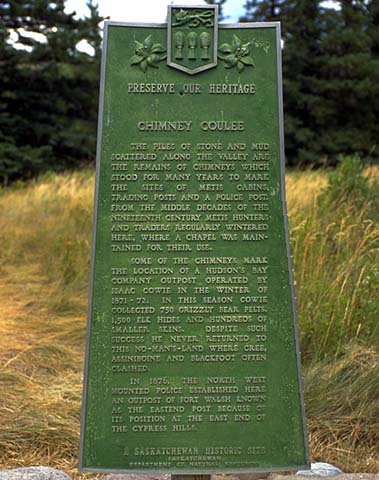 PRESERVE OUR HERITAGE
CHIMNEY COULEE
THE PILES OF STONE AND MUD
SCATTERED ALONG THE VALLEY ARE
THE REMAINS OF CHIMNEYS WHICH
STOOD FOR MANY YEARS TO MARK
THE SITES OF METIS CABINS,
TRADING POSTS AND A POLICE POST.
FROM THE MIDDLE DECADES OF THE
NINETEENTH CENTURY METIS HUNTERS
AND TRADERS REGULARLY WINTERED
HERE, WHERE A CHAPEL WAS MAIN-
TAINED FOR THEIR USE.
SOME OF THE CHIMNEYS MARK
THE LOCATION OF A HUDSON'S BAY
COMPANY OUTPOST OPERATED BY
ISAAC COWIE IN THE WINTER OF
1871-72. IN THIS SEASON COWIE
COLLECTED 750 GRIZZLY BEAR PELTS,
1,500 ELK HIDES AND HUNDREDS OF
SMALLER SKINS. DESPITE SUCH
SUCCESS HE NEVER RETURNED TO
THIS NO-MAN'S-LAND WHERE CREE,
ASSINIBOINE AND BLACKFOOT OFTEN
CLASHED.
IN 1876, THE NORTH WEST
MOUNTED POLICE ESTABLISHED HERE
AN OUTPOST OF FORT WALSH KNOWN
AS THE EASTEND POST BECAUSE OF
ITS POSITION AT THE EAST END OF
THE CYPRESS HILLS.
A SASKATCHEWAN HISTORIC SITE
SASKATCHEWAN
DEPARTMENT OF NATURAL RESOURCES